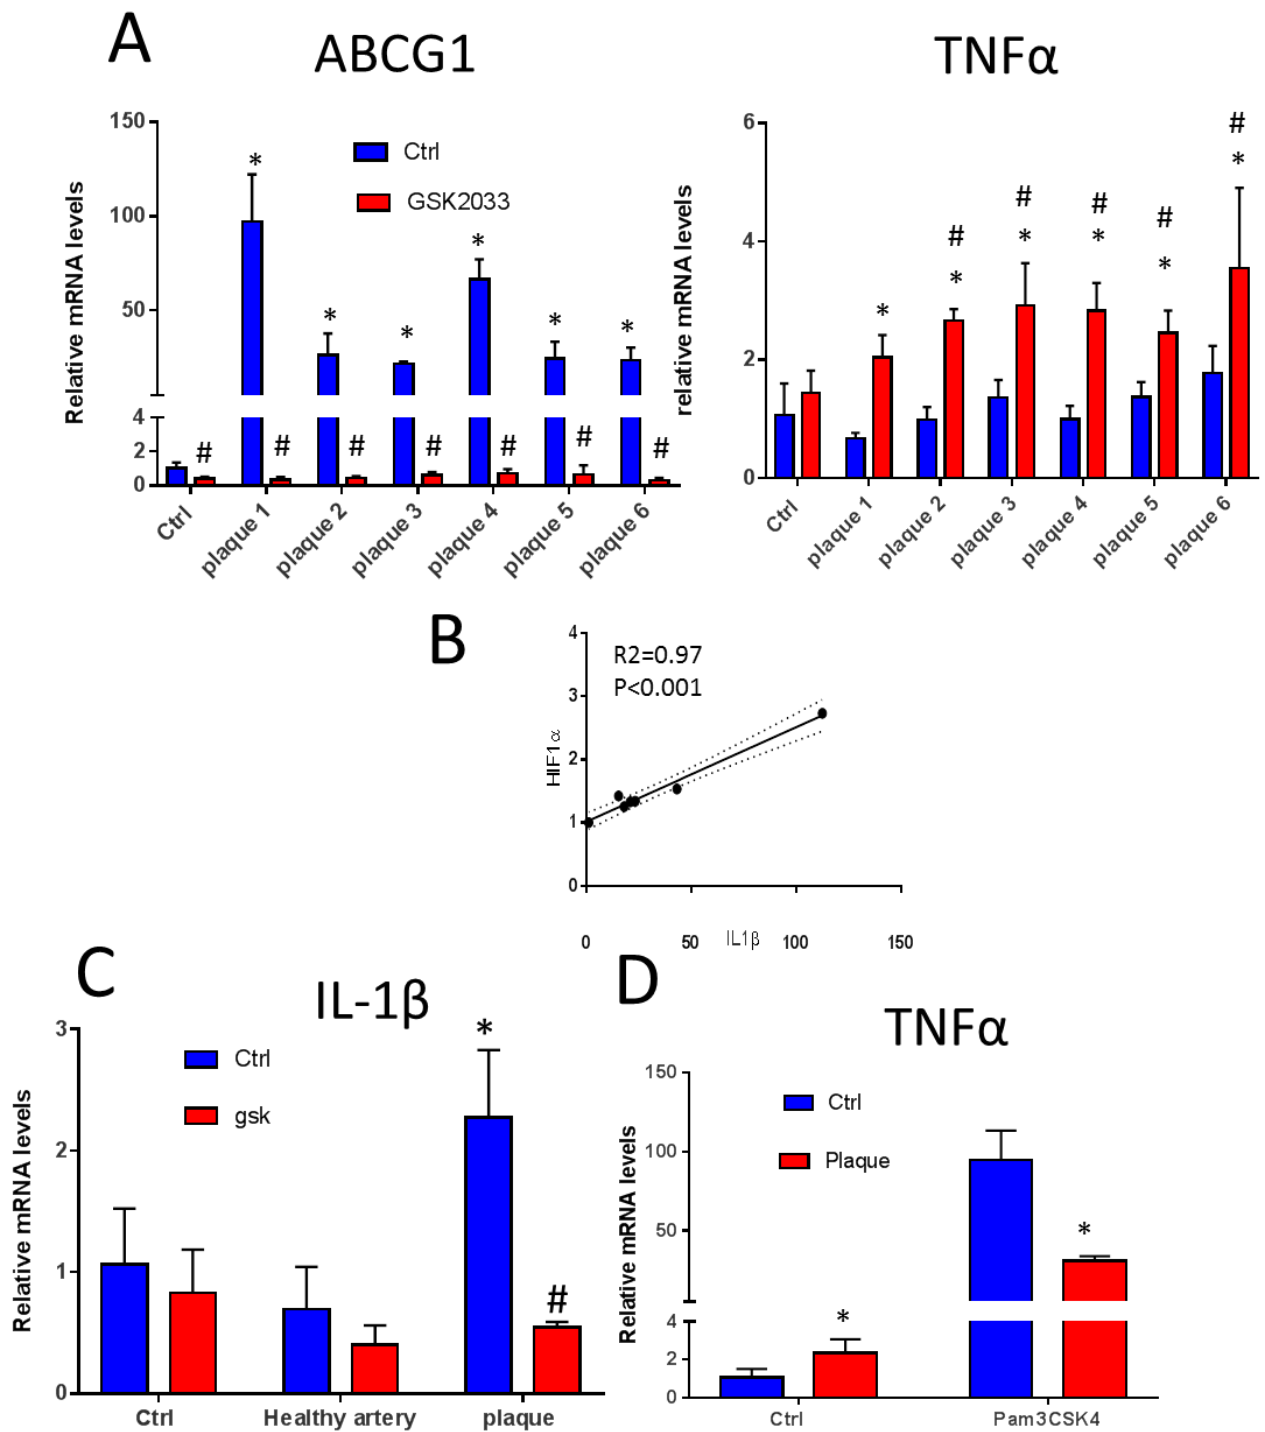 A
ABCG1
TNFα
Relative mRNA levels
150
100
50
4
2
0
*
*
*
*
*
*
#
#
#
#
#
#
#
Ctrl
GSK2033
Ctrl
plaque 1
plaque 2
plaque 3
plaque 4
plaque 5
plaque 6
relative mRNA levels
6
4
2
0
*
#
*
#
*
#
*
#
*
#
*
Ctrl
plaque 1
plaque 2
plaque 3
plaque 4
plaque 5
plaque 6
B
R2=0.97
P<0.001
HIF1α
4
3
2
1
0
0
50
IL1β
100
150
C
IL-1β
Relative mRNA levels
3
2
1
0
Ctrl
gsk
*
#
Ctrl
Healthy artery
plaque
D
TNFα
Relative mRNA levels
150
100
50
4
2
0
Ctrl
Plaque
*
*
Ctrl
Pam3CSK4